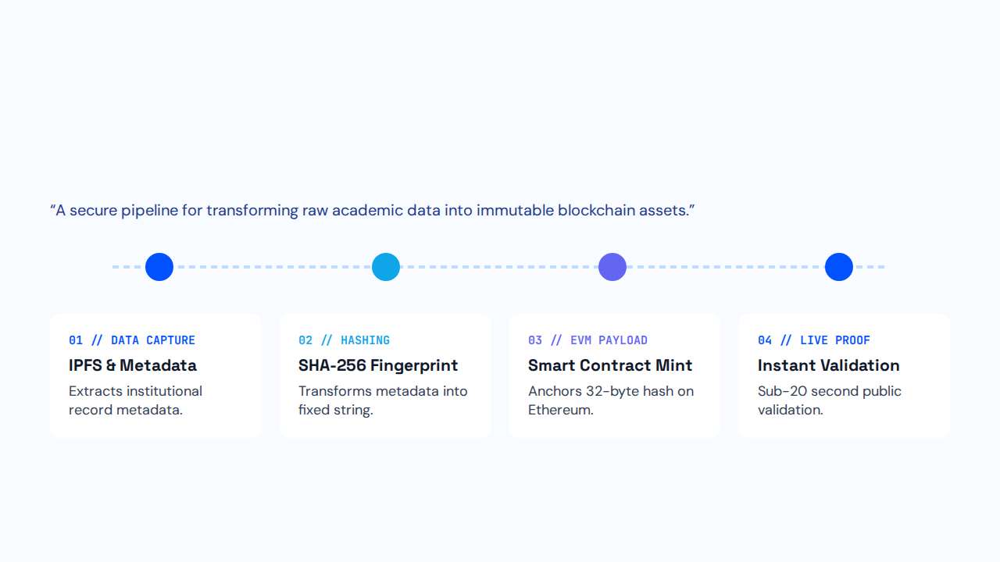 “A secure pipeline for transforming raw academic data into immutable blockchain assets.”
01 // DATA CAPTURE
IPFS & Metadata
Extracts institutional
record metadata.
02 // HASHING
SHA-256 Fingerprint
Transforms metadata into
fixed string.
03 // EVM PAYLOAD
Smart Contract Mint
Anchors 32-byte hash on
Ethereum.
04 // LIVE PROOF
Instant Validation
Sub-20 second public
validation.